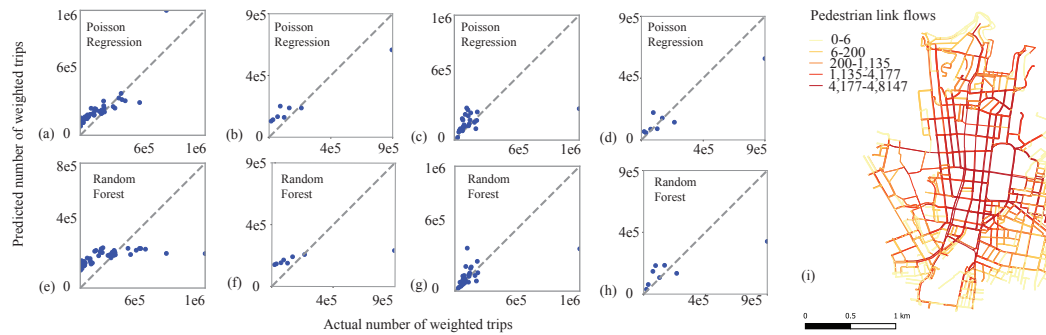 Predicted number of weighted trips
1e6
6e5
0
Poisson
Regression
(a)
6e5
1e6
9e5
4e5
0
Poisson
Regression
(b)
4e5
9e5
1e6
6e5
0
Poisson
Regression
(c)
6e5
1e6
9e5
4e5
0
Poisson
Regression
(d)
4e5
9e5
8e5
4e5
0
Random
Forest
(e)
6e5
1e6
9e5
4e5
0
Random
Forest
(f)
0
4e5
9e5
1e6
6e5
0
Random
Forest
(g)
0
6e5
1e6
9e5
4e5
0
Random
Forest
(h)
0
4e5
9e5
Actual number of weighted trips
Pedestrian link flows
0-6
6-200
200-1,135
1,135-4,177
4,177-4,8147
(i)
0 0.5 1 km